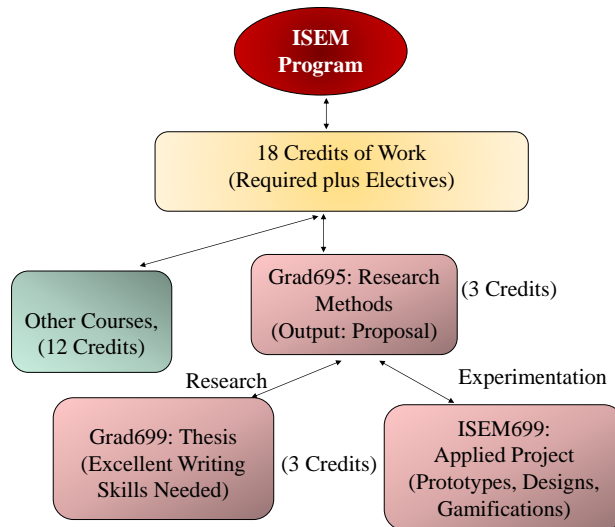 ISEM
Program
18 Credits of Work
(Required plus Electives)
Grad695: Research
Methods
(Output: Proposal)
(3 Credits)
Other Courses,
(12 Credits)
Research
Experimentation
Grad699: Thesis
(Excellent Writing
Skills Needed)
(3 Credits)
ISEM699:
Applied Project
(Prototypes, Designs,
Gamifications)